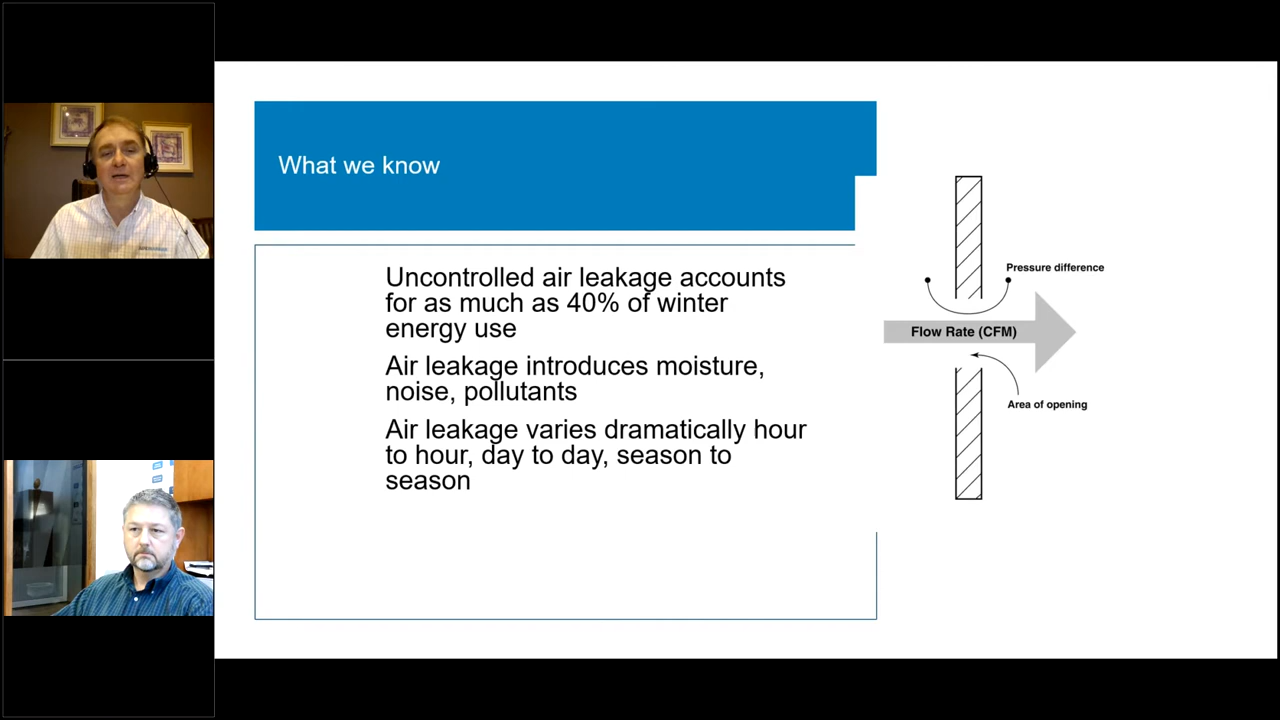 What we know
Uncontrolled air leakage accounts
for as much as 40% of winter
energy use
Air leakage introduces moisture,
noise, pollutants
Air leakage varies dramatically hour
to hour, day to day, season to
season
Pressure difference
Flow Rate (CFM)
Area of opening